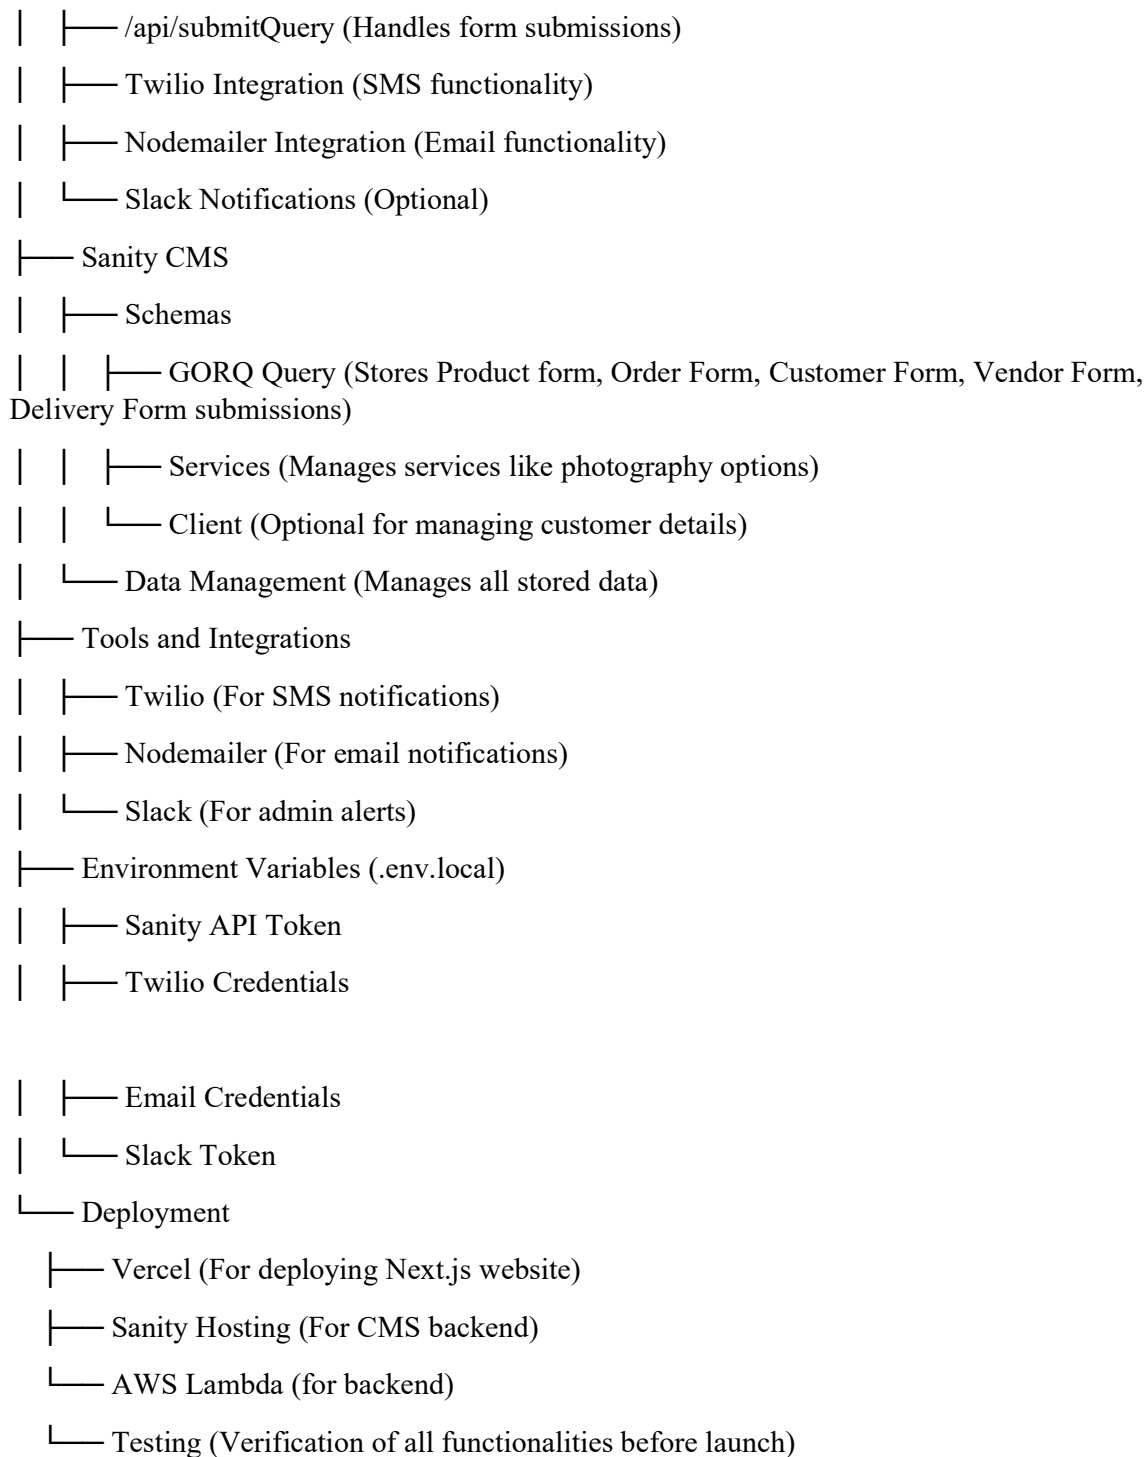 │   ├── /api/submitQuery (Handles form submissions)
│   ├── Twilio Integration (SMS functionality)
│   ├── Nodemailer Integration (Email functionality)
│   └── Slack Notifications (Optional)
├── Sanity CMS
│   ├── Schemas
│   │   ├── GORQ Query (Stores Product form, Order Form, Customer Form, Vendor Form,
Delivery Form submissions)
│   │   ├── Services (Manages services like photography options)
│   │   └── Client (Optional for managing customer details)
│   └── Data Management (Manages all stored data)
├── Tools and Integrations
│   ├── Twilio (For SMS notifications)
│   ├── Nodemailer (For email notifications)
│   └── Slack (For admin alerts)
├── Environment Variables (.env.local)
│   ├── Sanity API Token
│   ├── Twilio Credentials
│   ├── Email Credentials
│   └── Slack Token
└── Deployment
    ├── Vercel (For deploying Next.js website)
    ├── Sanity Hosting (For CMS backend)
    └── AWS Lambda (for backend)
    └── Testing (Verification of all functionalities before launch)